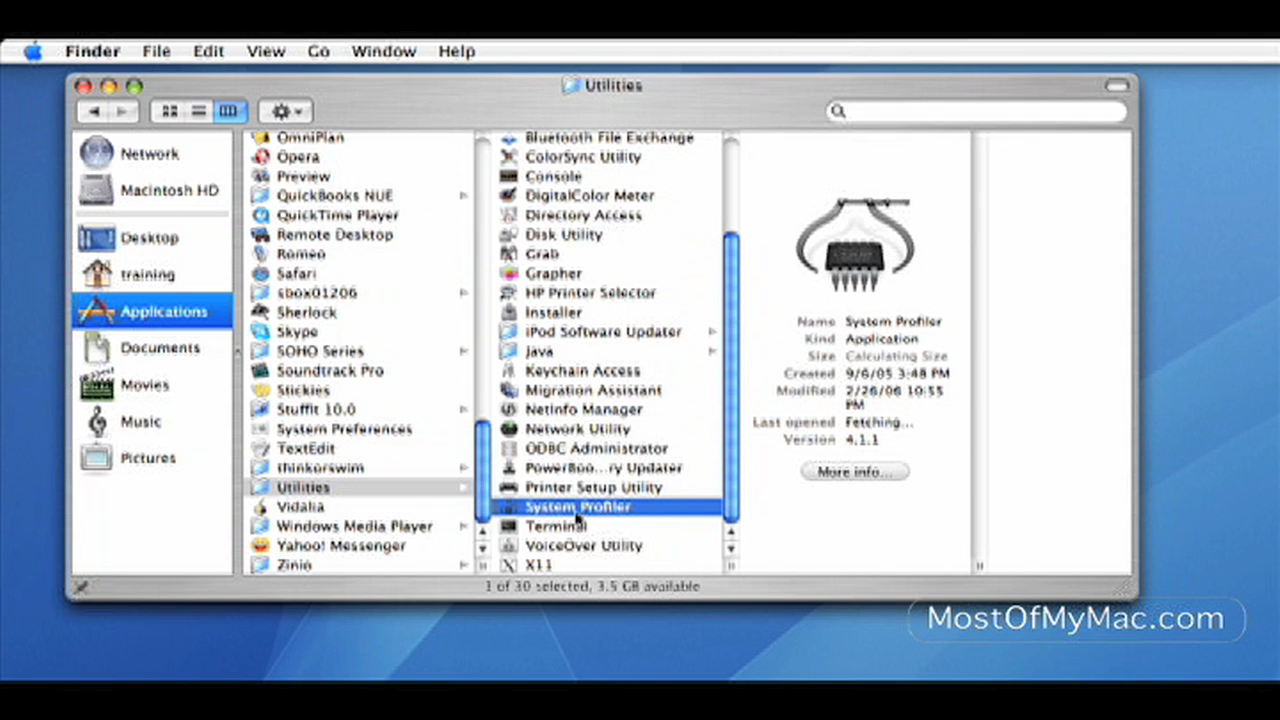 Finder File Edit View Go Window Help
Utilities
Network
Macintosh HD
Desktop
training
Applications
Documents
Movies
Music
Pictures
OmniPlan
Opera
Preview
QuickBooks NUE
QuickTime Player
Remote Desktop
Romeo
Safari
sbox01206
Sherlock
Skype
SOHO Series
Soundtrack Pro
Stickies
StuffIt 10.0
System Preferences
TextEdit
thinkorswim
Utilities
Vidalia
Windows Media Player
Yahoo! Messenger
Zinio
Bluetooth File Exchange
ColorSync Utility
Console
DigitalColor Meter
Directory Access
Disk Utility
Grab
Grapher
HP Printer Selector
Installer
iPod Software Updater
Java
Keychain Access
Migration Assistant
NetInfo Manager
Network Utility
ODBC Administrator
PowerBoo...ry Updater
Printer Setup Utility
System Profiler
Terminal
VoiceOver Utility
X11
Name System Profiler
Kind Application
Size Calculating Size
Created 9/6/05 3:48 PM
Modified 2/26/06 10:55
PM
Last opened Fetching...
Version 4.1.1
More info...
1 of 30 selected, 3.5 GB available
MostOfMyMac.com